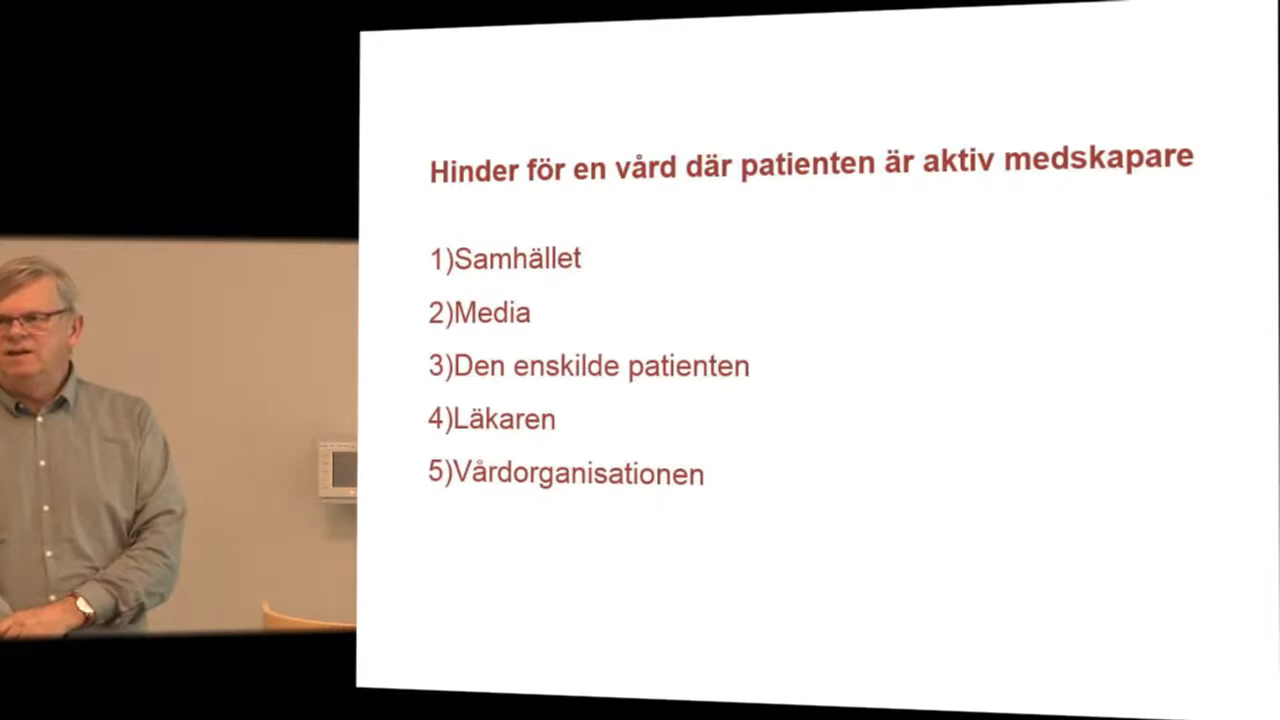 Hinder för en vård där patienten är aktiv medskapare
1)Samhället
2)Media
3)Den enskilde patienten
4)Läkaren
5)Vårdorganisationen